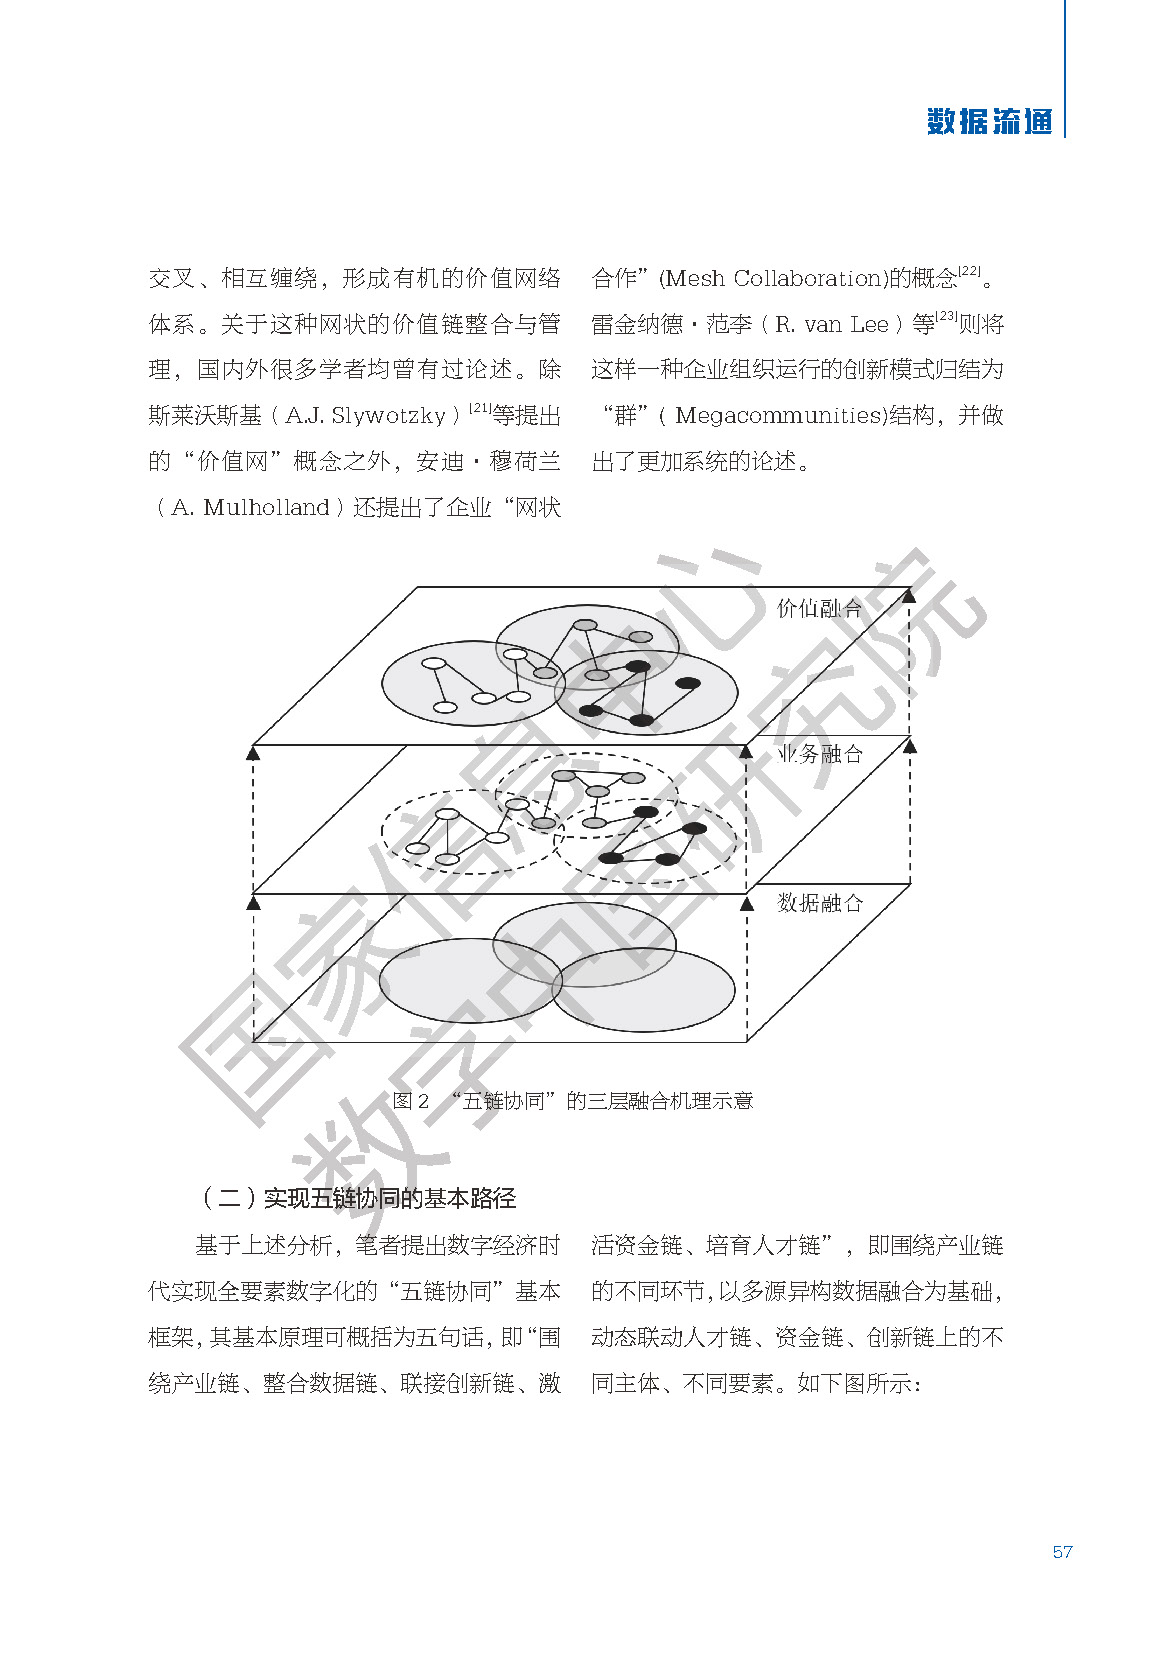 数据流通
交叉、相互缠绕，形成有机的价值网络
体系。关于这种网状的价值链整合与管
理，国内外很多学者均曾有过论述。除
斯莱沃斯基（A.J. Slywotzky）[21]等提出
的“价值网”概念之外，安迪·穆荷兰
（A. Mulholland）还提出了企业“网状
合作”(Mesh Collaboration)的概念[22]。
雷金纳德·范李（R. van Lee）等[23]则将
这样一种企业组织运行的创新模式归结为
“群”( Megacommunities)结构，并做
出了更加系统的论述。
价值融合
业务融合
数据融合
图 2 “五链协同”的三层融合机理示意
（二）实现五链协同的基本路径
基于上述分析，笔者提出数字经济时
代实现全要素数字化的“五链协同”基本
框架，其基本原理可概括为五句话，即“围
绕产业链、整合数据链、联接创新链、激
活资金链、培育人才链”，即围绕产业链
的不同环节，以多源异构数据融合为基础，
动态联动人才链、资金链、创新链上的不
同主体、不同要素。如下图所示：
57
国家信息中心
数字中国研究院